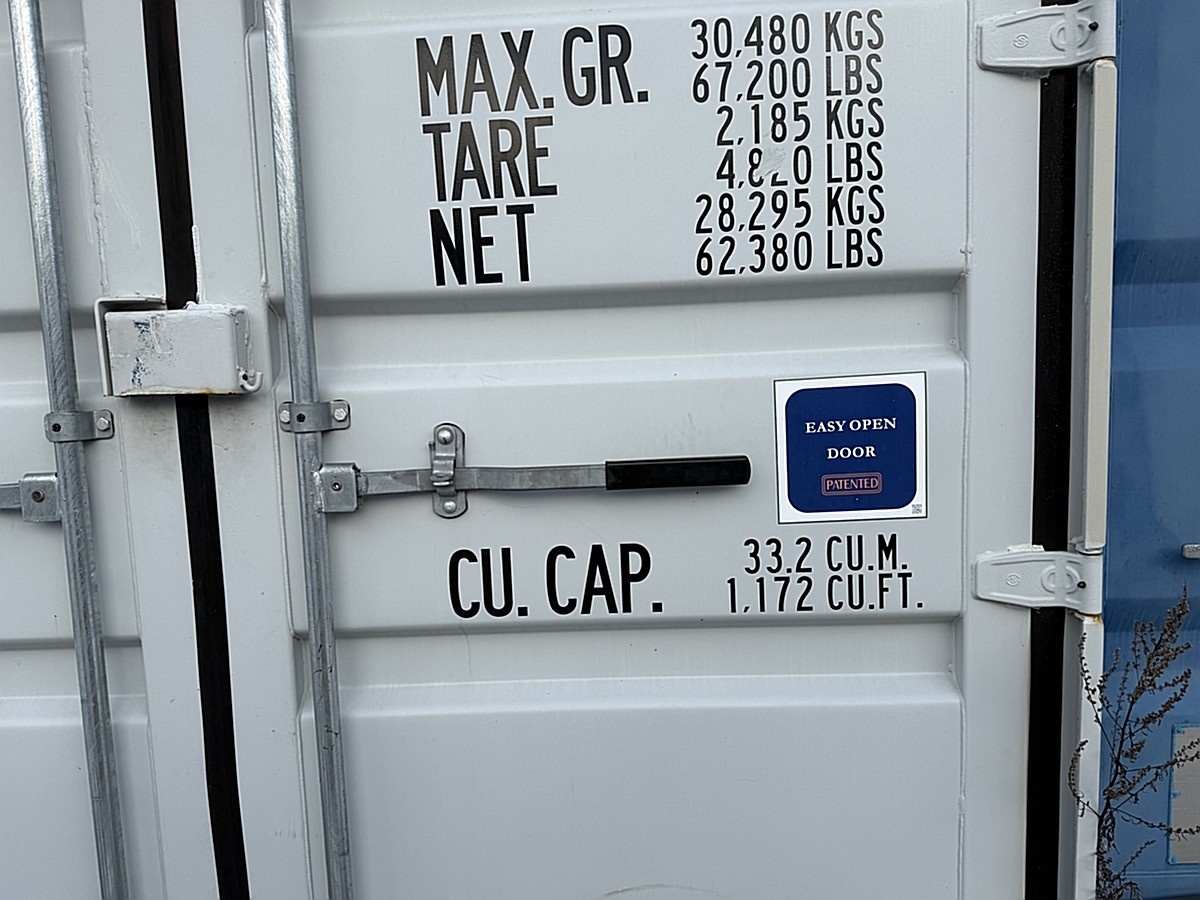 MAX.GR. 30,480 KGS
67,200 LBS
TARE 2,185 KGS
4,820 LBS
NET 28,295 KGS
62,380 LBS
EASY OPEN
DOOR
PATENTED
CU. CAP. 33.2 CU.M.
1,172 CU.FT.